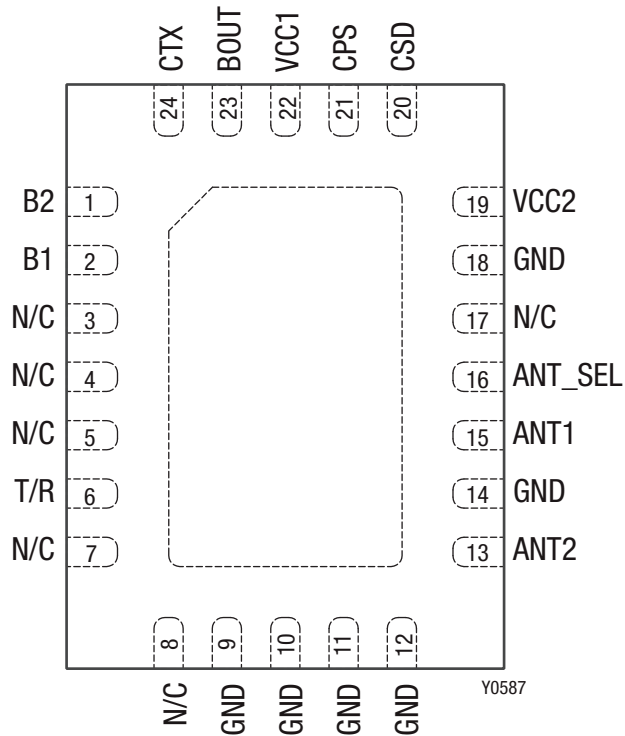 CTX
BOUT
VCC1
CPS
CSD
24
23
22
21
20
B2 1
19 VCC2
B1 2
18 GND
N/C 3
17 N/C
N/C 4
16 ANT_SEL
N/C 5
15 ANT1
T/R 6
14 GND
N/C 7
13 ANT2
8
9
10
11
12
N/C
GND
GND
GND
GND
Y0587